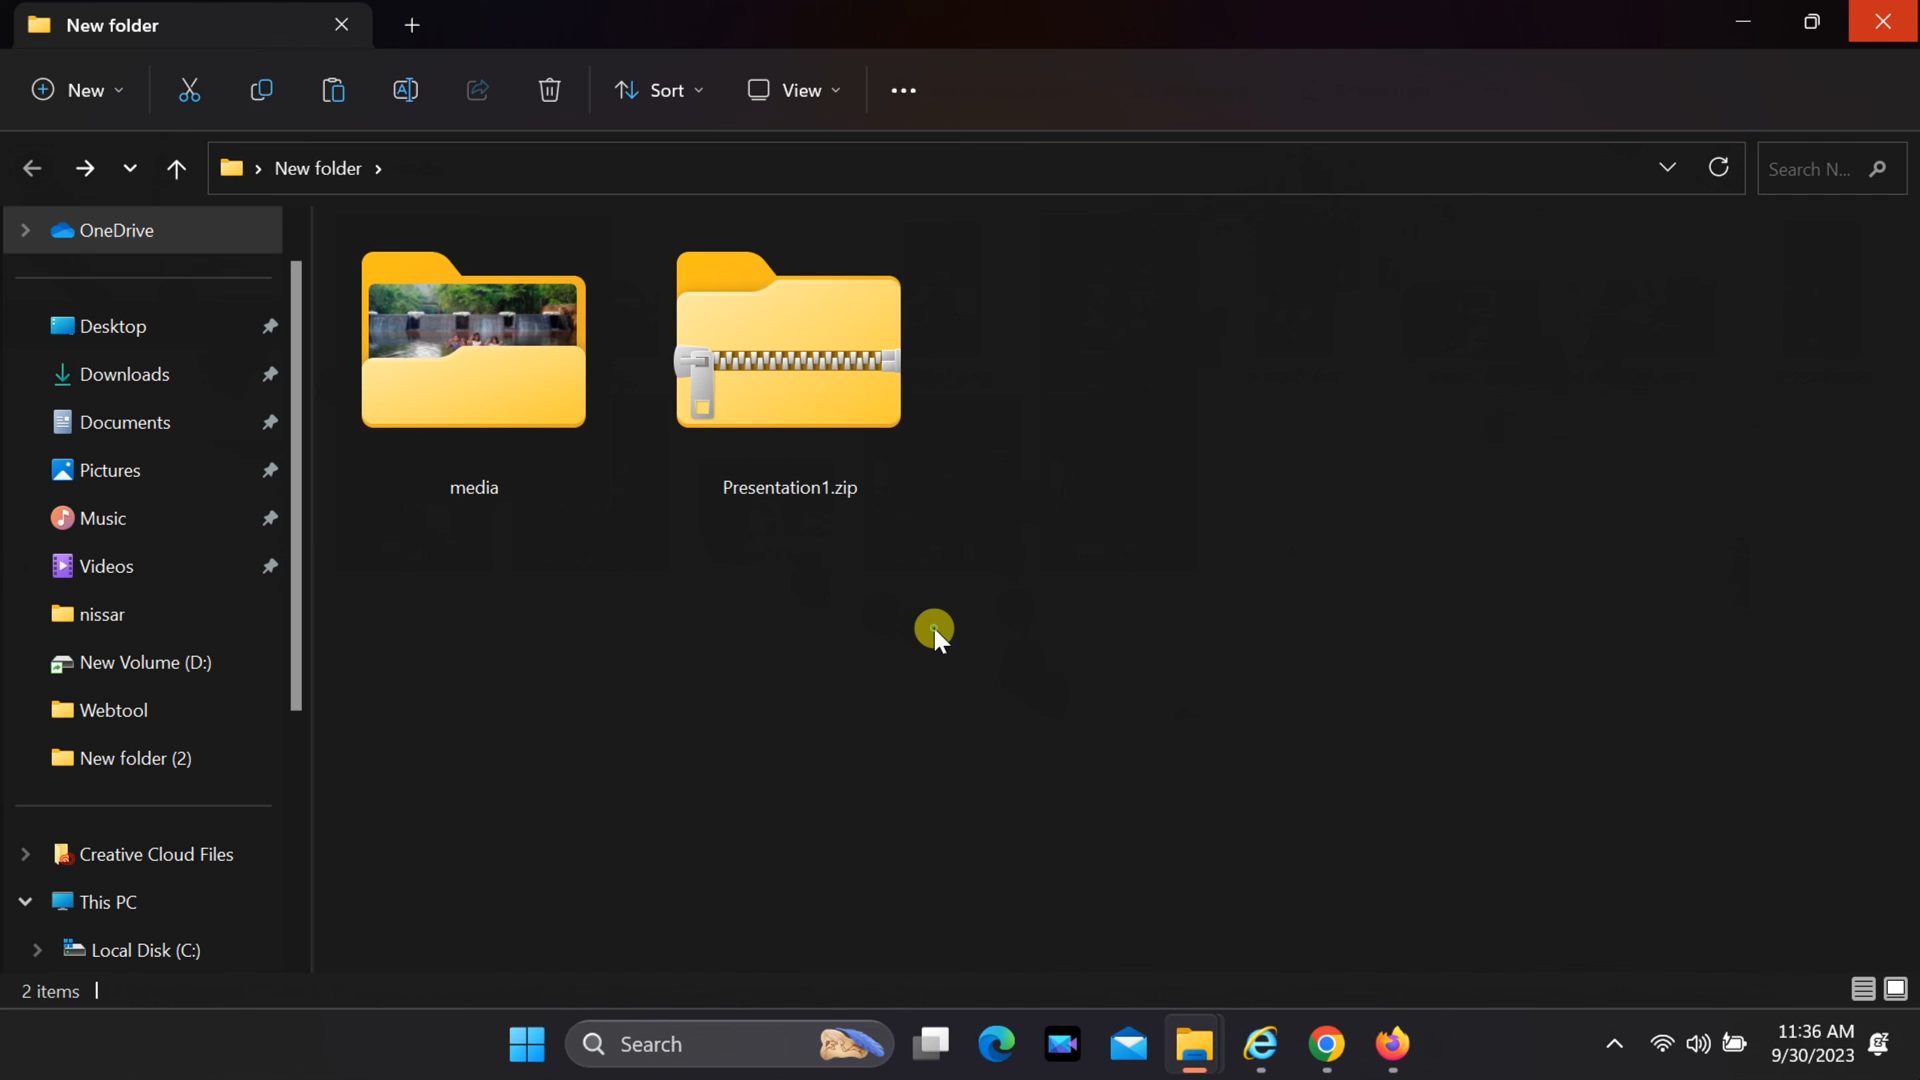 New folder
New
Sort
View
New folder
Search N...
OneDrive
Desktop
Downloads
Documents
Pictures
Music
Videos
nissar
New Volume (D:)
Webtool
New folder (2)
Creative Cloud Files
This PC
Local Disk (C:)
media
Presentation1.zip
2 items
Search
11:36 AM
9/30/2023